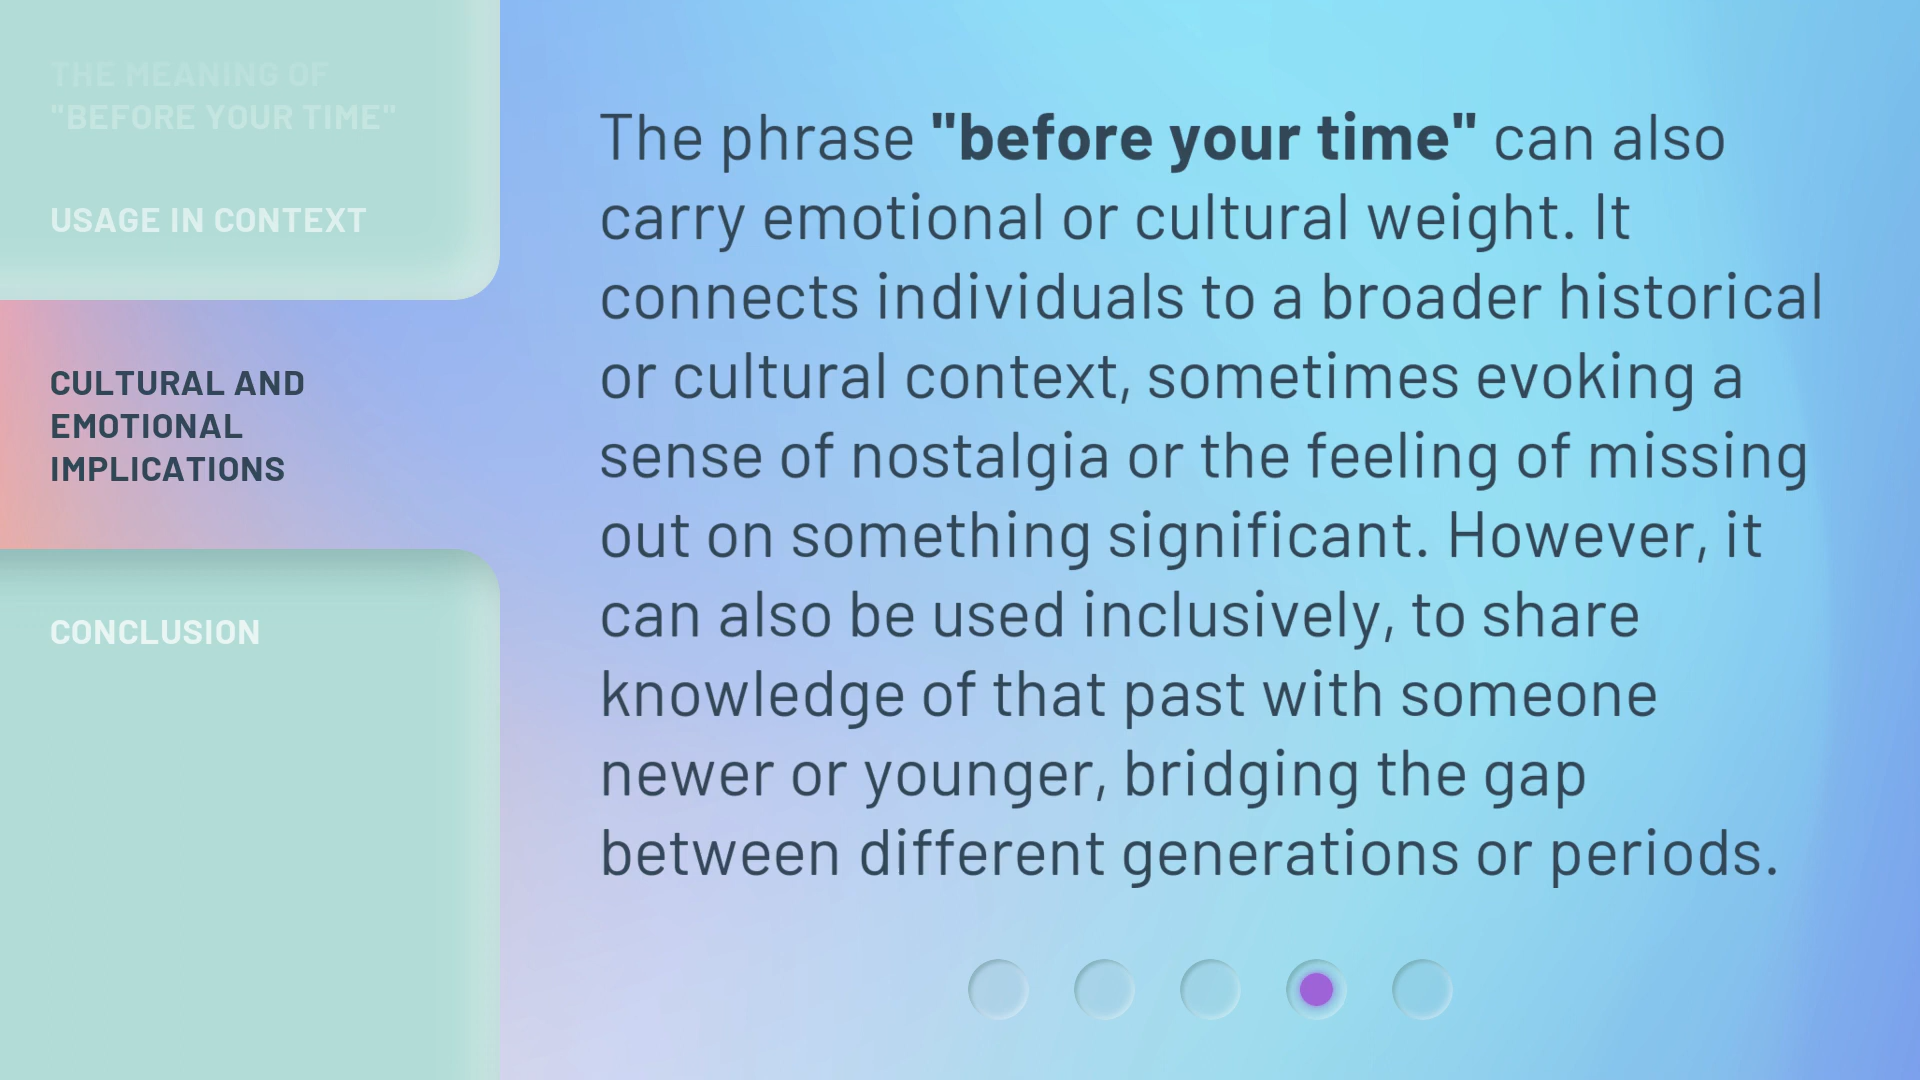 THE MEANING OF
"BEFORE YOUR TIME"
USAGE IN CONTEXT
CULTURAL AND
EMOTIONAL
IMPLICATIONS
CONCLUSION
The phrase "before your time" can also
carry emotional or cultural weight. It
connects individuals to a broader historical
or cultural context, sometimes evoking a
sense of nostalgia or the feeling of missing
out on something significant. However, it
can also be used inclusively, to share
knowledge of that past with someone
newer or younger, bridging the gap
between different generations or periods.